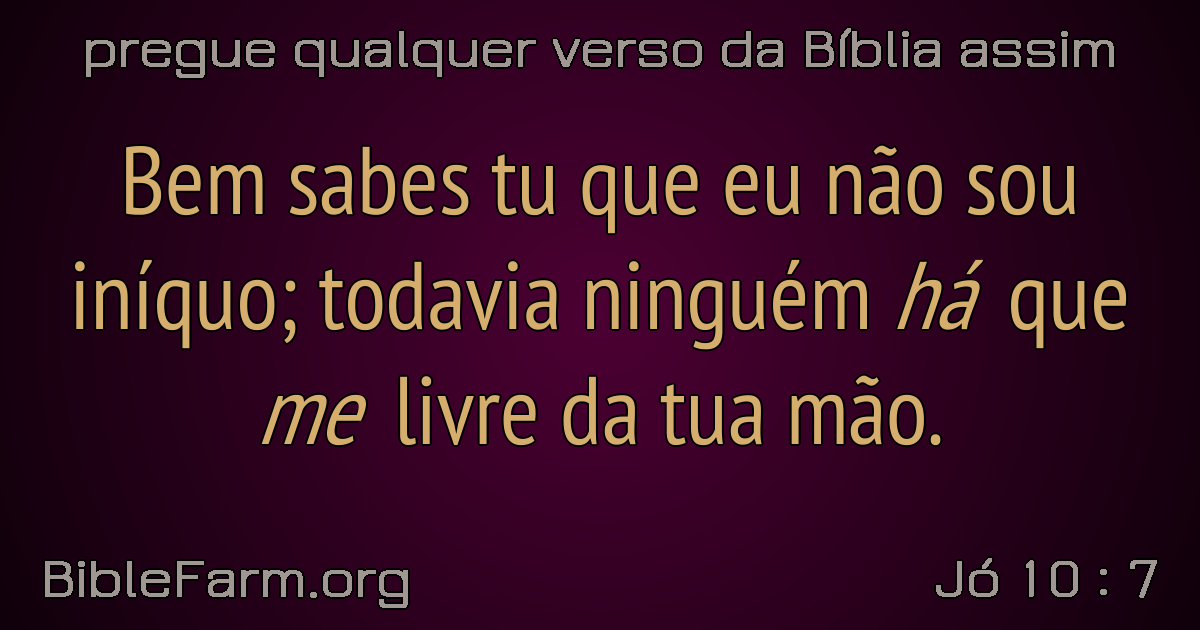 pregue qualquer verso da Bíblia assim
Bem sabes tu que eu não sou
iníquo; todavia ninguém há que
me livre da tua mão.
BibleFarm.org
Jó 10 : 7